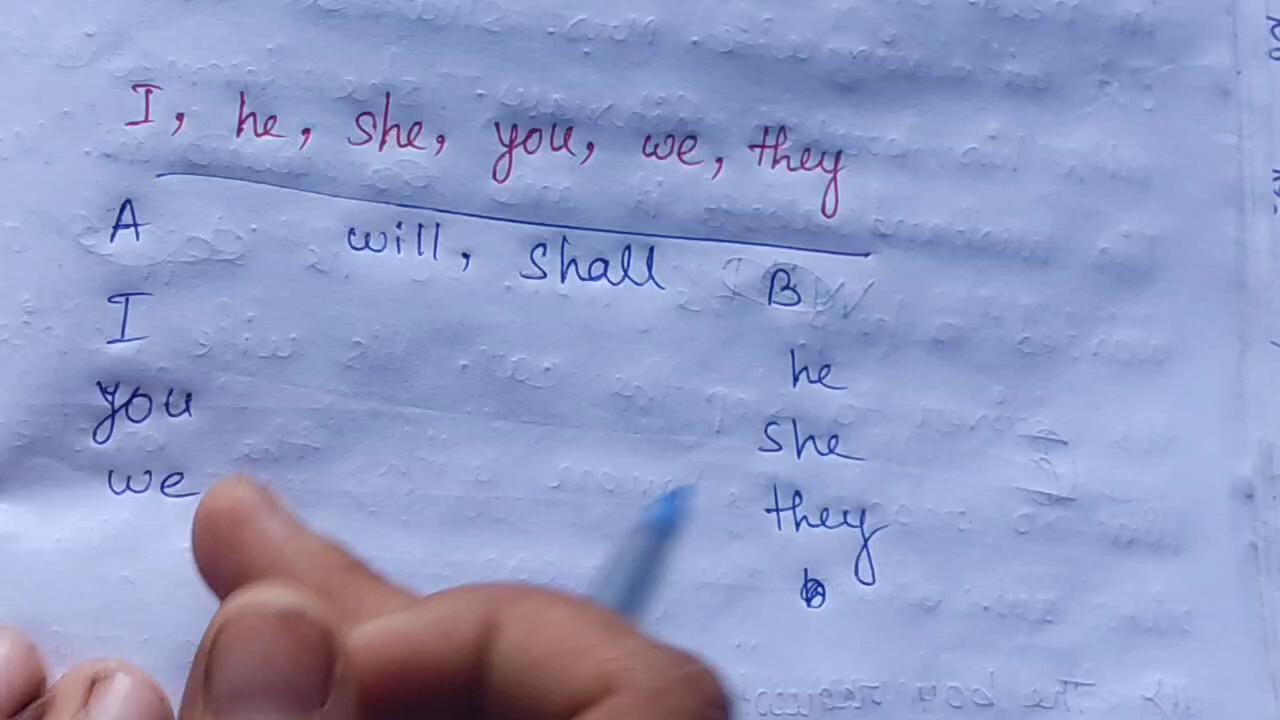 I, he, she, you, we, they
A will, shall B
I
he
you
she
we
they